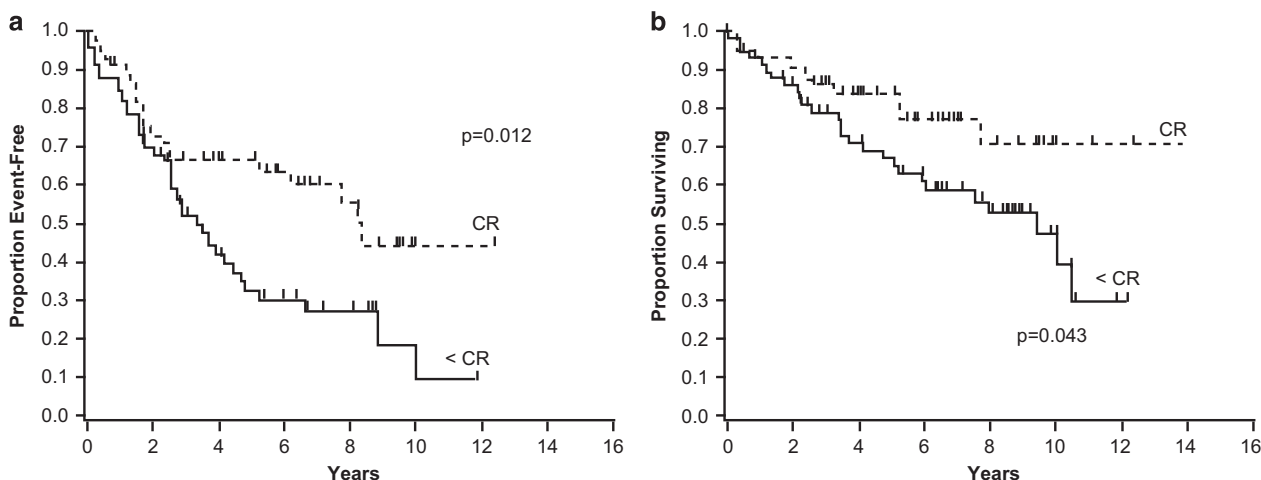 a
1.0
0.9
0.8
0.7
0.6
0.5
0.4
0.3
0.2
0.1
0.0
Proportion Event-Free
p=0.012
CR
< CR
0 2 4 6 8 10 12 14 16
Years
b
1.0
0.9
0.8
0.7
0.6
0.5
0.4
0.3
0.2
0.1
0.0
Proportion Surviving
CR
< CR
p=0.043
0 2 4 6 8 10 12 14 16
Years